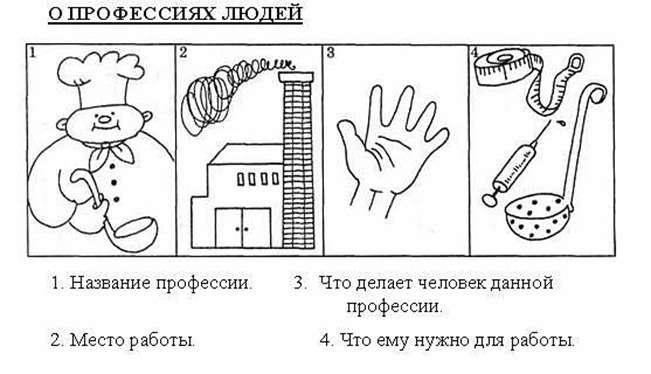 О ПРОФЕССИЯХ ЛЮДЕЙ
1 2 3 4
1. Название профессии. 3. Что делает человек данной
профессии.
2. Место работы. 4. Что ему нужно для работы.